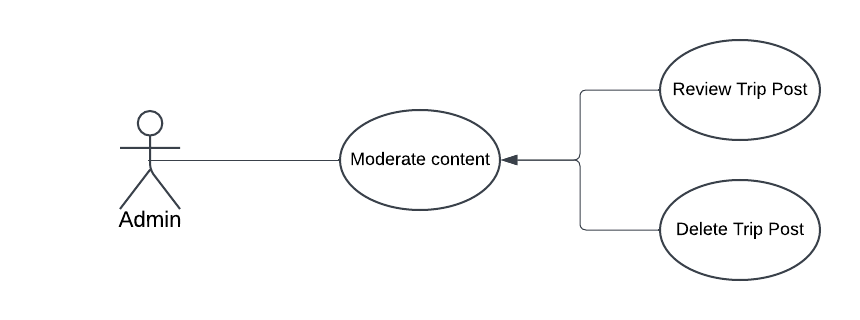 Review Trip Post
Moderate content
Admin
Delete Trip Post